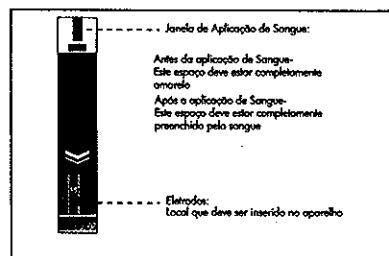 Janela de Aplicação de Sangue:
Antes da aplicação de Sangue-
Este espaço deve estar completamente
amarelo
Após a aplicação de Sangue-
Este espaço deve estar completamente
preenchido pelo sangue
Eletrodos:
Local que deve ser inserido no aparelho